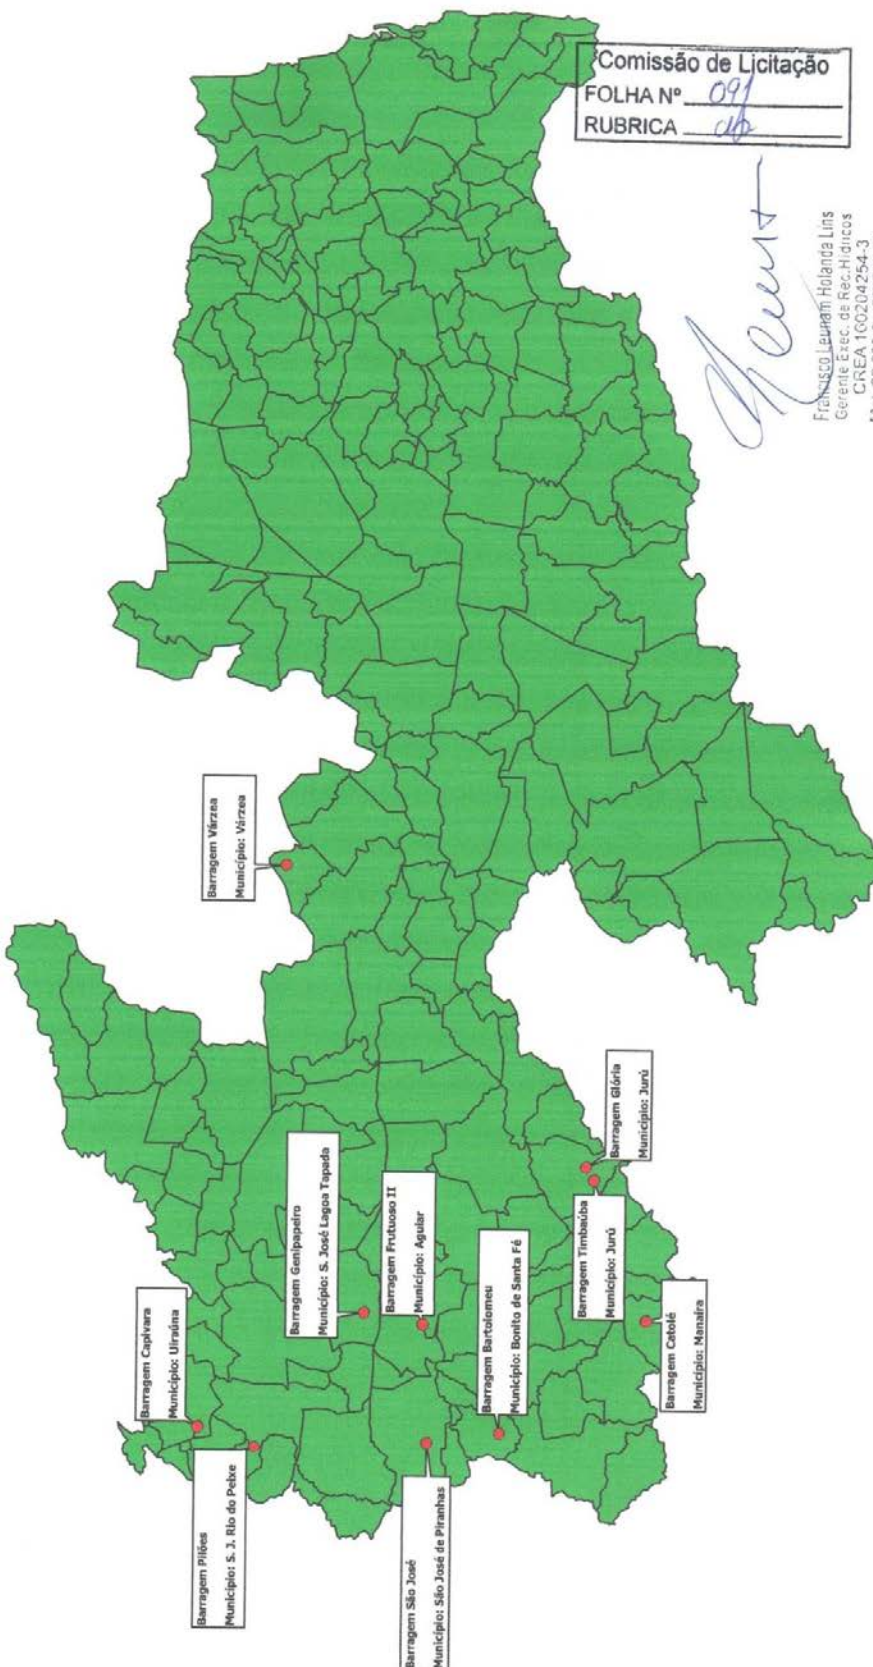 Comissão de Licitação
FOLHA Nº 091
RUBRICA
Francisco Leunam Holanda Lins
Gerente Exec. de Rec. Hídricos
CREA 160204254-3
Barragem Várzea
Município: Várzea
Barragem Capivara
Município: Uiraúna
Barragem Pilões
Município: S. J. Rio do Peixe
Barragem Genipapeiro
Município: S. José Lagoa Tapada
Barragem Frutuoso II
Município: Aguiar
Barragem São José
Município: São José de Piranhas
Barragem Bartolomeu
Município: Bonito de Santa Fé
Barragem Timbaúba
Município: Jurú
Barragem Glória
Município: Jurú
Barragem Catolé
Município: Manaíra